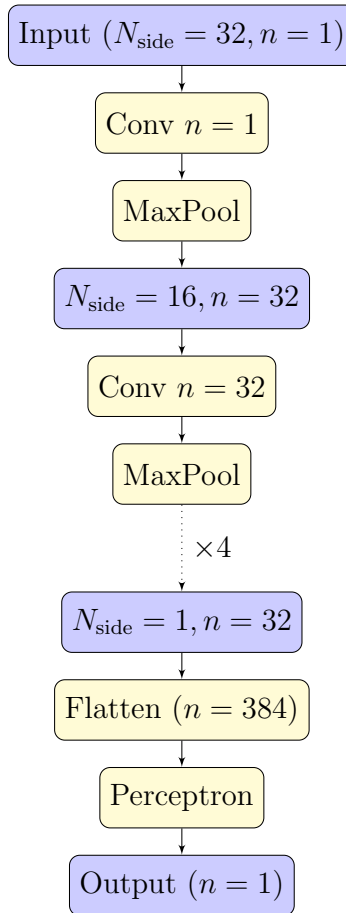 Input (N_side = 32, n = 1)
Conv n = 1
MaxPool
N_side = 16, n = 32
Conv n = 32
MaxPool
×4
N_side = 1, n = 32
Flatten (n = 384)
Perceptron
Output (n = 1)